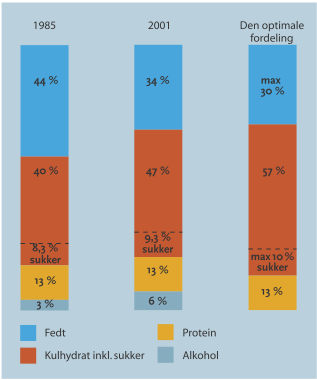 1985
2001
Den optimale
fordeling
44 %
34 %
max
30 %
40 %
47 %
57 %
8,3 %
sukker
9,3 %
sukker
max 10 %
sukker
13 %
13 %
13 %
3 %
6 %
Fedt
Protein
Kulhydrat inkl. sukker
Alkohol